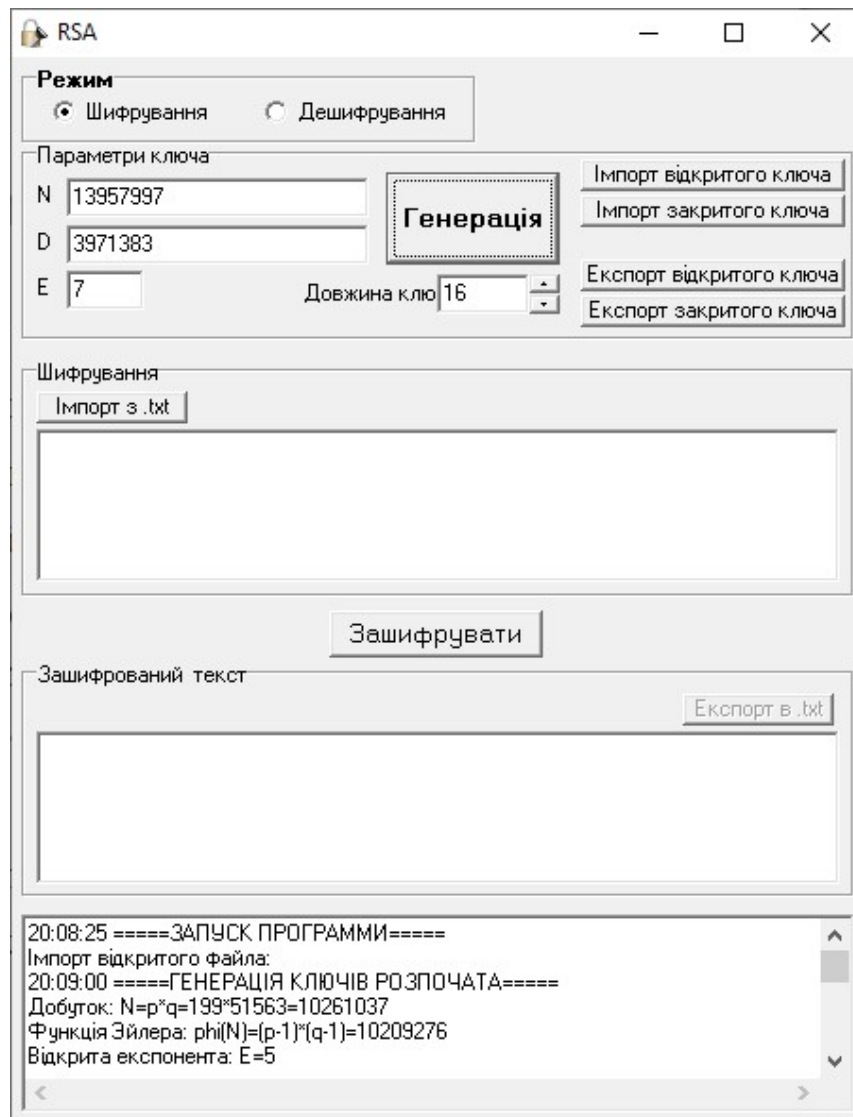 RSA
Режим
Шифрування
Дешифрування
Параметри ключа
N 13957997
D 3971383
E 7
Генерація
Довжина клю 16
Імпорт відкритого ключа
Імпорт закритого ключа
Експорт відкритого ключа
Експорт закритого ключа
Шифрування
Імпорт з .txt
Зашифрувати
Зашифрований текст
Експорт в .txt
20:08:25 =====ЗАПУСК ПРОГРАММИ=====
Імпорт відкритого файла:
20:09:00 =====ГЕНЕРАЦІЯ КЛЮЧІВ РОЗПОЧАТА=====
Добуток: N=p*q=199*51563=10261037
Функція Эйлера: phi(N)=(p-1)*(q-1)=10209276
Відкрита експонента: E=5